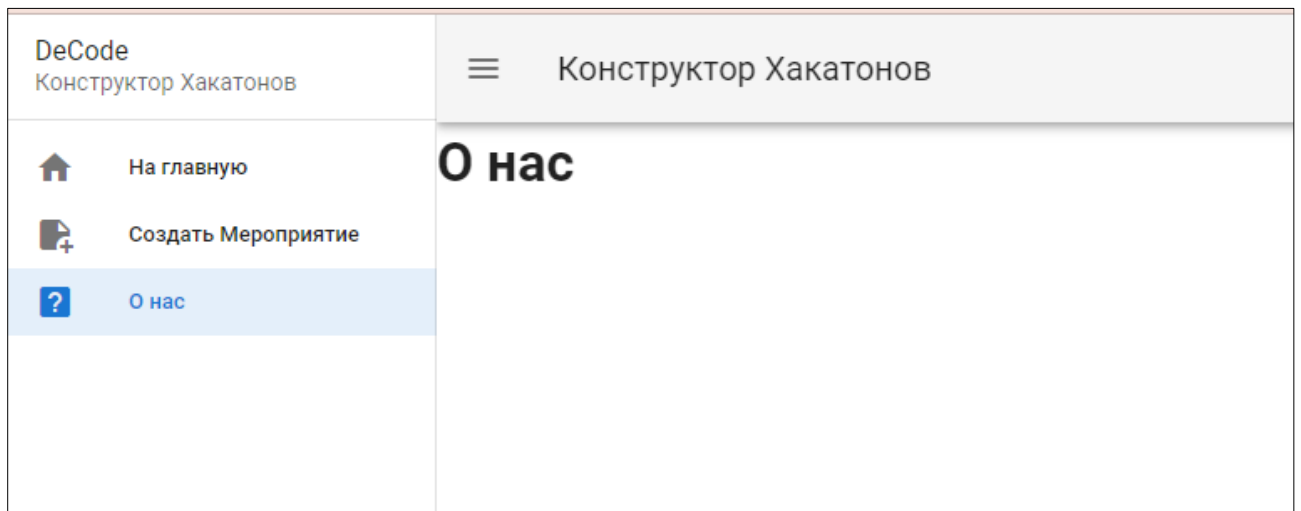 DeCode
Конструктор Хакатонов
Конструктор Хакатонов
На главную
Создать Мероприятие
О нас
О нас